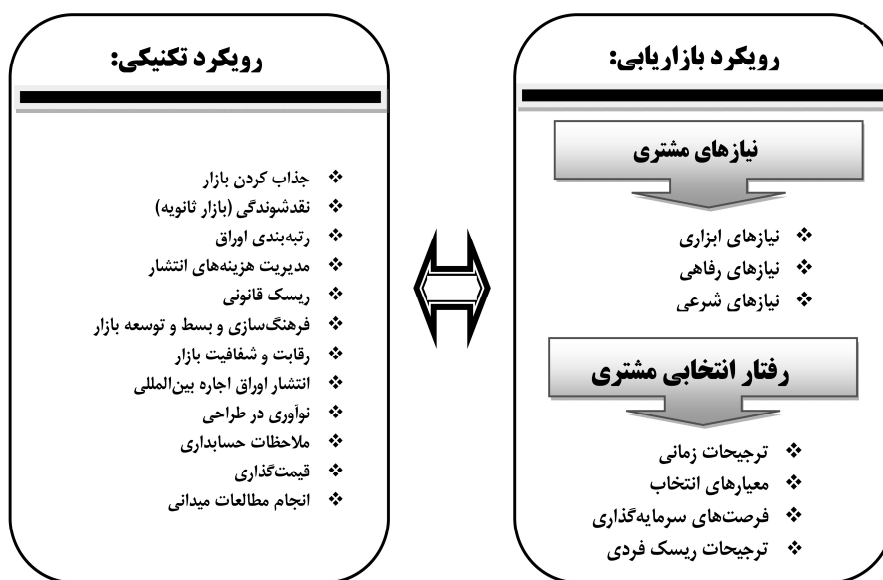 رویکرد بازاریابی:
نیازهای مشتری
❖ نیازهای ابزاری
❖ نیازهای رفاهی
❖ نیازهای شرعی
رفتار انتخابی مشتری
❖ ترجیحات زمانی
❖ معیارهای انتخاب
❖ فرصت‌های سرمایه‌گذاری
❖ ترجیحات ریسک فردی
رویکرد تکنیکی:
❖ جذاب کردن بازار
❖ نقدشوندگی (بازار ثانویه)
❖ رتبه‌بندی اوراق
❖ مدیریت هزینه‌های انتشار
❖ ریسک قانونی
❖ فرهنگ‌سازی و بسط و توسعه بازار
❖ رقابت و شفافیت بازار
❖ انتشار اوراق اجاره بین‌المللی
❖ نوآوری در طراحی
❖ ملاحظات حسابداری
❖ قیمت‌گذاری
❖ انجام مطالعات میدانی